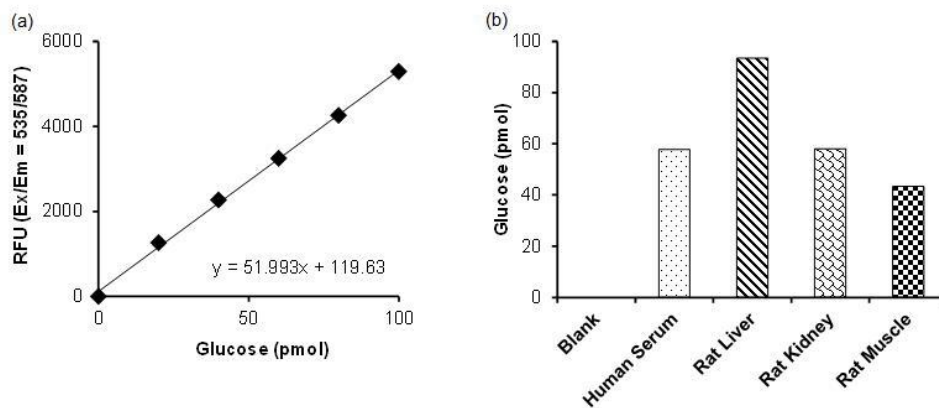 (a)
6000
4000
2000
0
RFU (Ex/Em = 535/587)
y = 51.993x + 119.63
0
50
100
Glucose (pmol)
(b)
100
80
60
40
20
0
Glucose (pmol)
Blank
Human Serum
Rat Liver
Rat Kidney
Rat Muscle